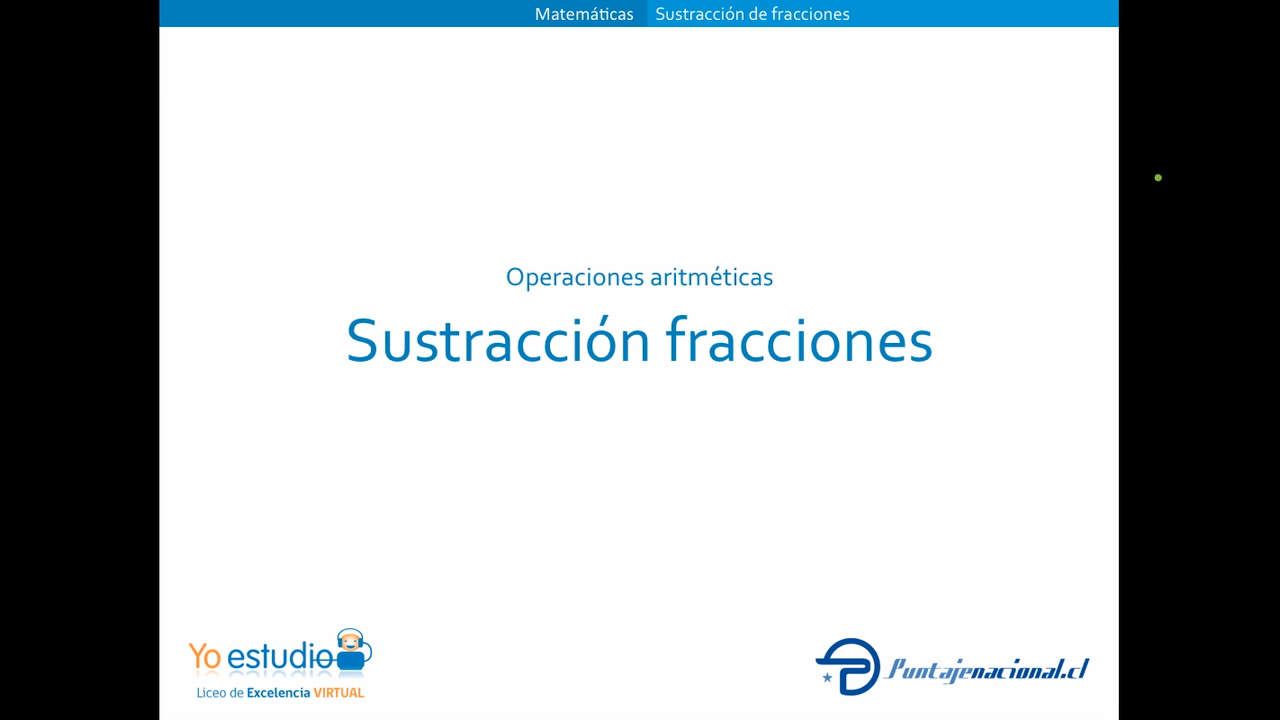 Matemáticas Sustracción de fracciones
Operaciones aritméticas
Sustracción fracciones
Yo estudio
Liceo de Excelencia VIRTUAL
Puntajenacional.cl